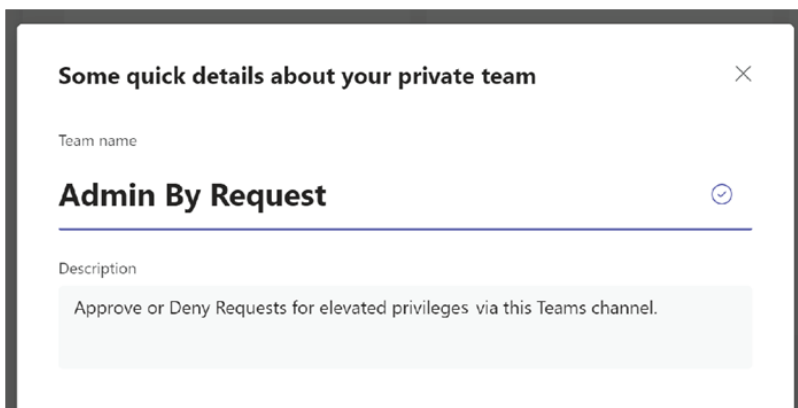 Some quick details about your private team
Team name
Admin By Request
Description
Approve or Deny Requests for elevated privileges via this Teams channel.